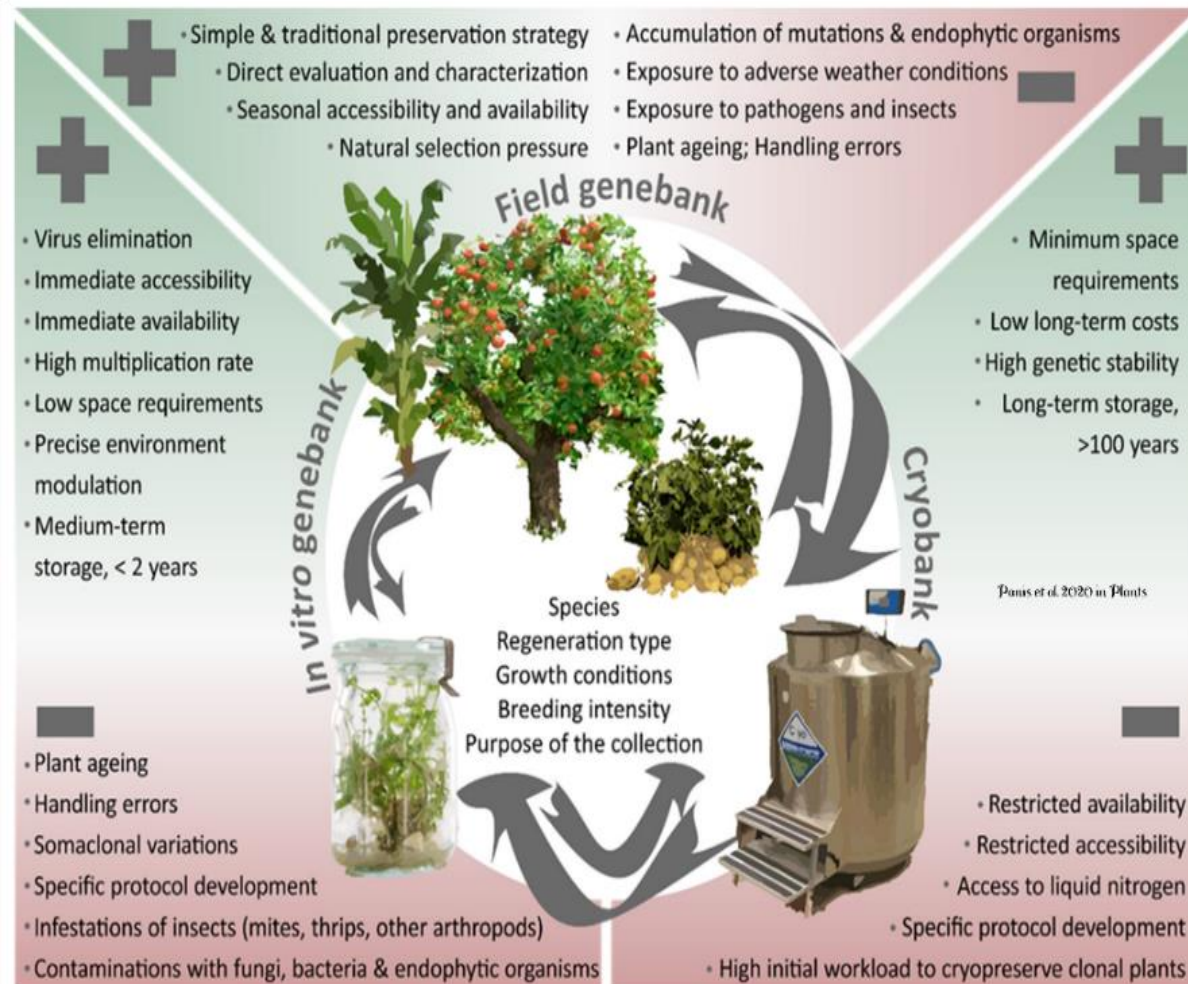 • Simple & traditional preservation strategy
• Direct evaluation and characterization
• Seasonal accessibility and availability
• Natural selection pressure
• Accumulation of mutations & endophytic organisms
• Exposure to adverse weather conditions
• Exposure to pathogens and insects
• Plant ageing; Handling errors
Field genebank
• Virus elimination
• Immediate accessibility
• Immediate availability
• High multiplication rate
• Low space requirements
• Precise environment
modulation
• Medium-term
storage, < 2 years
In vitro genebank
• Minimum space
requirements
• Low long-term costs
• High genetic stability
• Long-term storage,
>100 years
Cryobank
Panis et al. 2020 in Plants
Species
Regeneration type
Growth conditions
Breeding intensity
Purpose of the collection
• Plant ageing
• Handling errors
• Somaclonal variations
• Specific protocol development
• Infestations of insects (mites, thrips, other arthropods)
• Contaminations with fungi, bacteria & endophytic organisms
• Restricted availability
• Restricted accessibility
• Access to liquid nitrogen
• Specific protocol development
• High initial workload to cryopreserve clonal plants